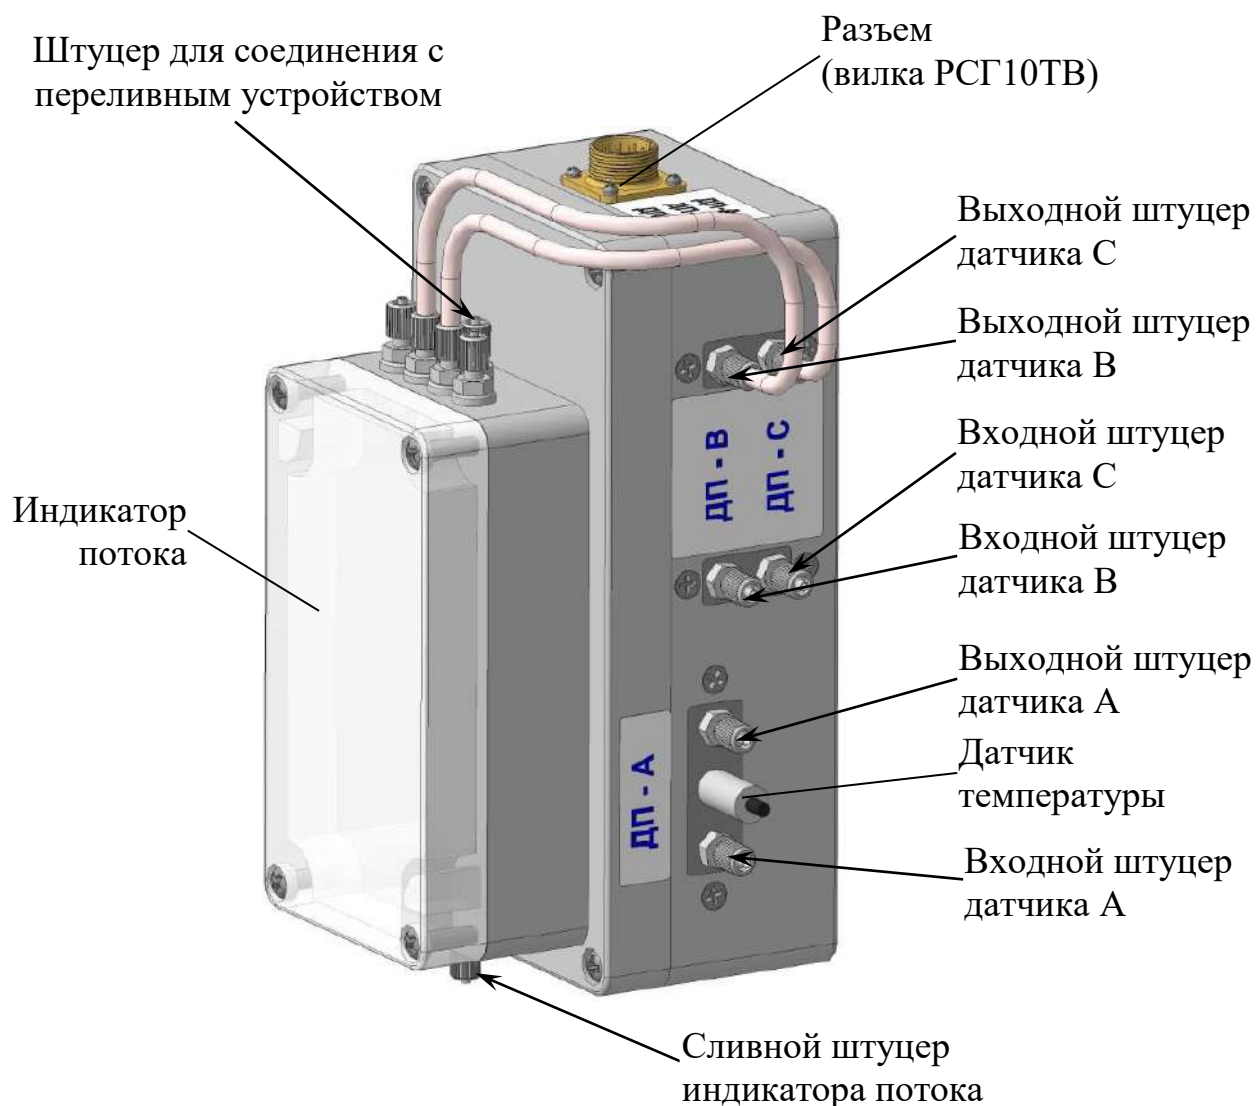 Штуцер для соединения с
переливным устройством
Разъем
(вилка РСГ10ТВ)
Выходной штуцер
датчика С
Выходной штуцер
датчика В
Входной штуцер
датчика С
Входной штуцер
датчика В
Выходной штуцер
датчика А
Датчик
температуры
Входной штуцер
датчика А
Индикатор
потока
ДП - В
ДП - С
ДП - А
Сливной штуцер
индикатора потока